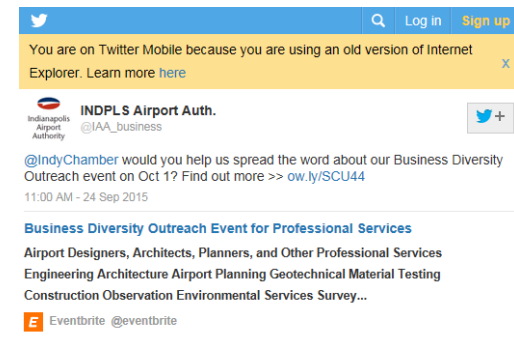 Log in Sign up
You are on Twitter Mobile because you are using an old version of Internet
Explorer. Learn more here
x
INDPLS Airport Auth.
@IAA_business
Indianapolis
Airport
Authority
+
@IndyChamber would you help us spread the word about our Business Diversity
Outreach event on Oct 1? Find out more >> ow.ly/SCU44
11:00 AM - 24 Sep 2015
Business Diversity Outreach Event for Professional Services
Airport Designers, Architects, Planners, and Other Professional Services
Engineering Architecture Airport Planning Geotechnical Material Testing
Construction Observation Environmental Services Survey...
E Eventbrite @eventbrite